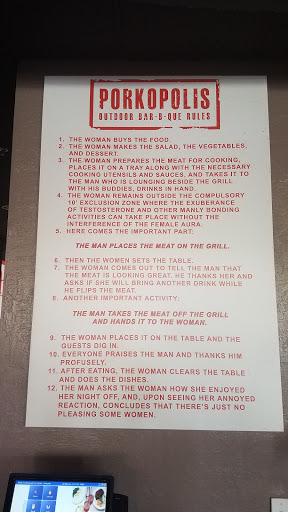 PORKOPOLIS
OUTDOOR BAR-B-QUE RULES
1. THE WOMAN BUYS THE FOOD.
2. THE WOMAN MAKES THE SALAD, THE VEGETABLES,
AND DESSERT.
3. THE WOMAN PREPARES THE MEAT FOR COOKING,
PLACES IT ON A TRAY ALONG WITH THE NECESSARY
COOKING UTENSILS AND SAUCES, AND TAKES IT TO
THE MAN WHO IS LOUNGING BESIDE THE GRILL
WITH HIS BUDDIES, DRINKS IN HAND.
4. THE WOMAN REMAINS OUTSIDE THE COMPULSORY
10' EXCLUSION ZONE WHERE THE EXUBERANCE
OF TESTOSTERONE AND OTHER MANLY BONDING
ACTIVITIES CAN TAKE PLACE WITHOUT THE
INTERFERENCE OF THE FEMALE AURA.
5. HERE COMES THE IMPORTANT PART:
THE MAN PLACES THE MEAT ON THE GRILL.
6. THEN THE WOMEN SETS THE TABLE.
7. THE WOMAN COMES OUT TO TELL THE MAN THAT
THE MEAT IS LOOKING GREAT. HE THANKS HER AND
ASKS IF SHE WILL BRING ANOTHER DRINK WHILE
HE FLIPS THE MEAT.
8. ANOTHER IMPORTANT ACTIVITY:
THE MAN TAKES THE MEAT OFF THE GRILL
AND HANDS IT TO THE WOMAN.
9. THE WOMAN PLACES IT ON THE TABLE AND THE
GUESTS DIG IN.
10. EVERYONE PRAISES THE MAN AND THANKS HIM
PROFUSELY.
11. AFTER EATING, THE WOMAN CLEARS THE TABLE
AND DOES THE DISHES.
12. THE MAN ASKS THE WOMAN HOW SHE ENJOYED
HER NIGHT OFF, AND, UPON SEEING HER ANNOYED
REACTION, CONCLUDES THAT THERE'S JUST NO
PLEASING SOME WOMEN.